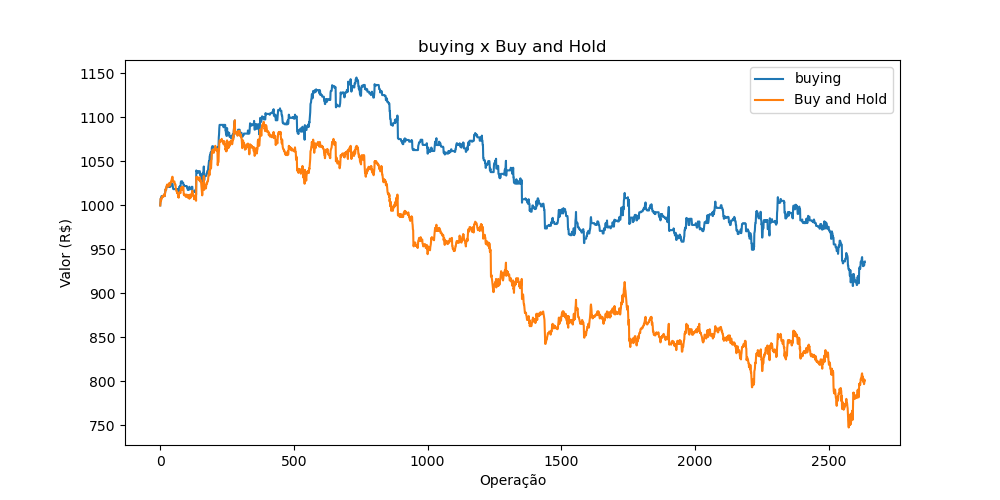 buying x Buy and Hold
buying
Buy and Hold
Valor (R$)
1150
1100
1050
1000
950
900
850
800
750
0 500 1000 1500 2000 2500
Operação